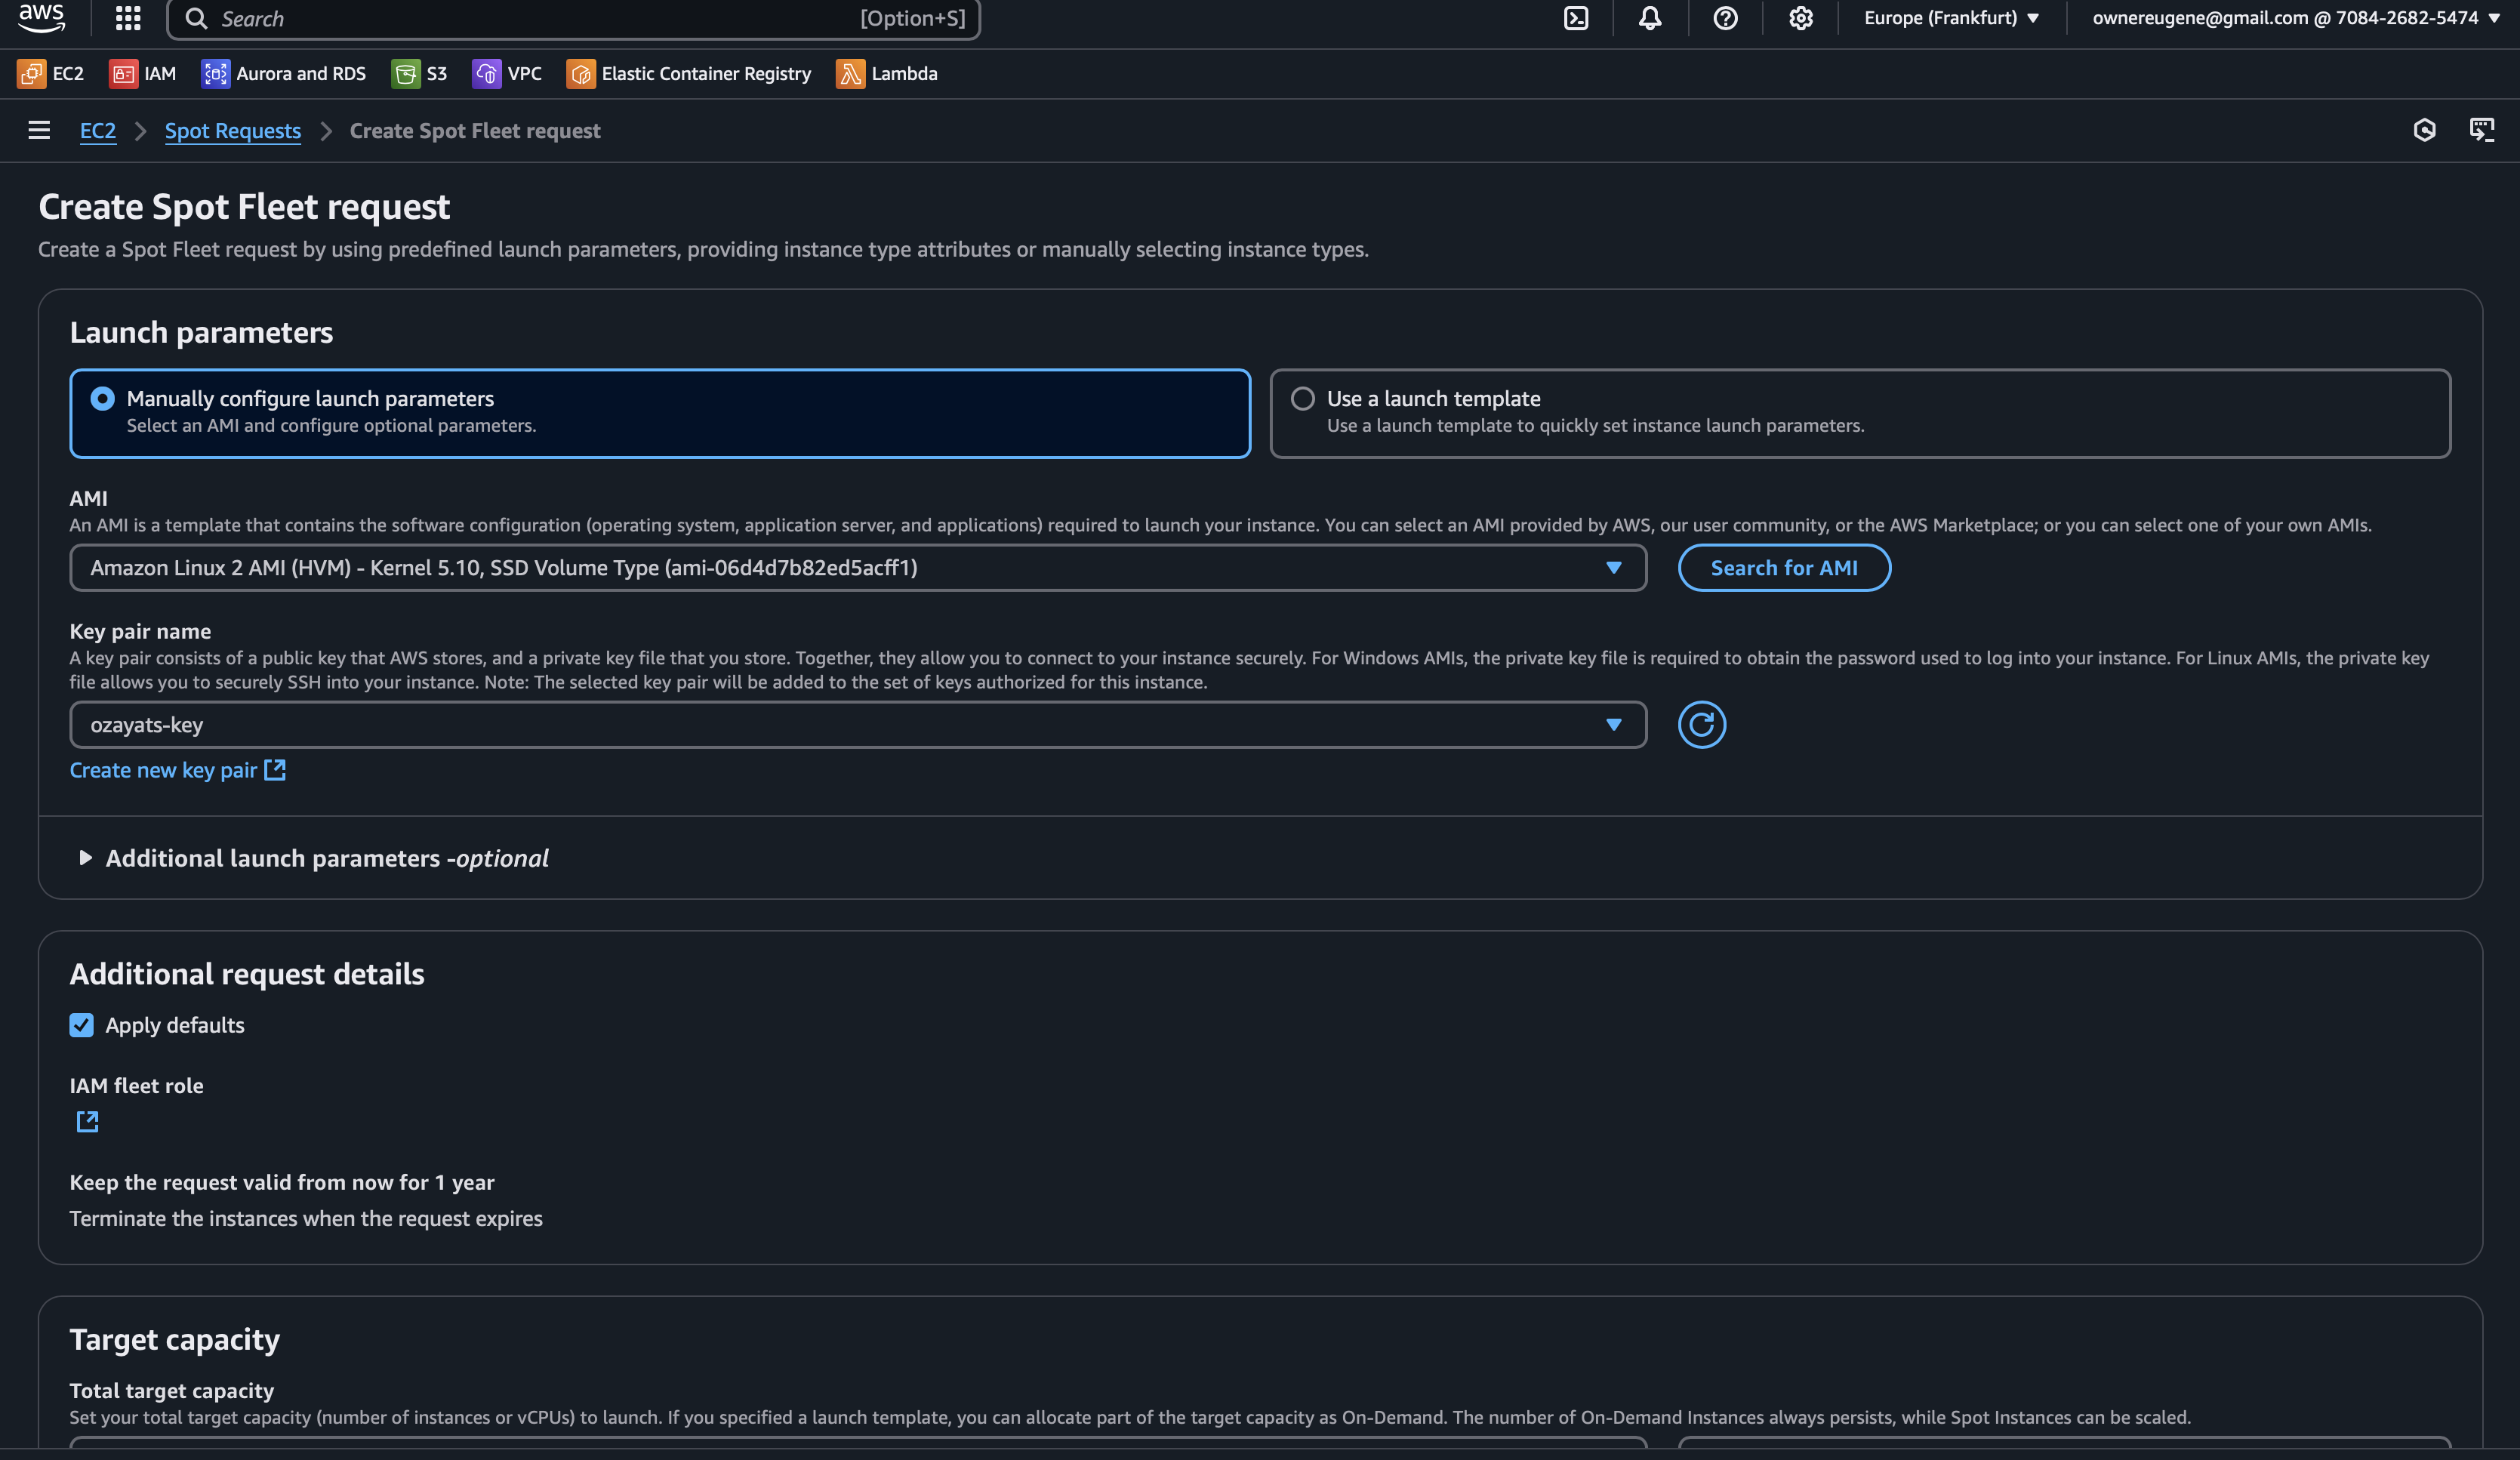 aws
Search [Option+S]
Europe (Frankfurt)
ownereugene@gmail.com @ 7084-2682-5474
EC2
IAM
Aurora and RDS
S3
VPC
Elastic Container Registry
Lambda
EC2 Spot Requests Create Spot Fleet request
Create Spot Fleet request
Create a Spot Fleet request by using predefined launch parameters, providing instance type attributes or manually selecting instance types.
Launch parameters
Manually configure launch parameters
Select an AMI and configure optional parameters.
Use a launch template
Use a launch template to quickly set instance launch parameters.
AMI
An AMI is a template that contains the software configuration (operating system, application server, and applications) required to launch your instance. You can select an AMI provided by AWS, our user community, or the AWS Marketplace; or you can select one of your own AMIs.
Amazon Linux 2 AMI (HVM) - Kernel 5.10, SSD Volume Type (ami-06d4d7b82ed5acff1)
Search for AMI
Key pair name
A key pair consists of a public key that AWS stores, and a private key file that you store. Together, they allow you to connect to your instance securely. For Windows AMIs, the private key file is required to obtain the password used to log into your instance. For Linux AMIs, the private key
file allows you to securely SSH into your instance. Note: The selected key pair will be added to the set of keys authorized for this instance.
ozayats-key
Create new key pair
Additional launch parameters -optional
Additional request details
Apply defaults
IAM fleet role
Keep the request valid from now for 1 year
Terminate the instances when the request expires
Target capacity
Total target capacity
Set your total target capacity (number of instances or vCPUs) to launch. If you specified a launch template, you can allocate part of the target capacity as On-Demand. The number of On-Demand Instances always persists, while Spot Instances can be scaled.